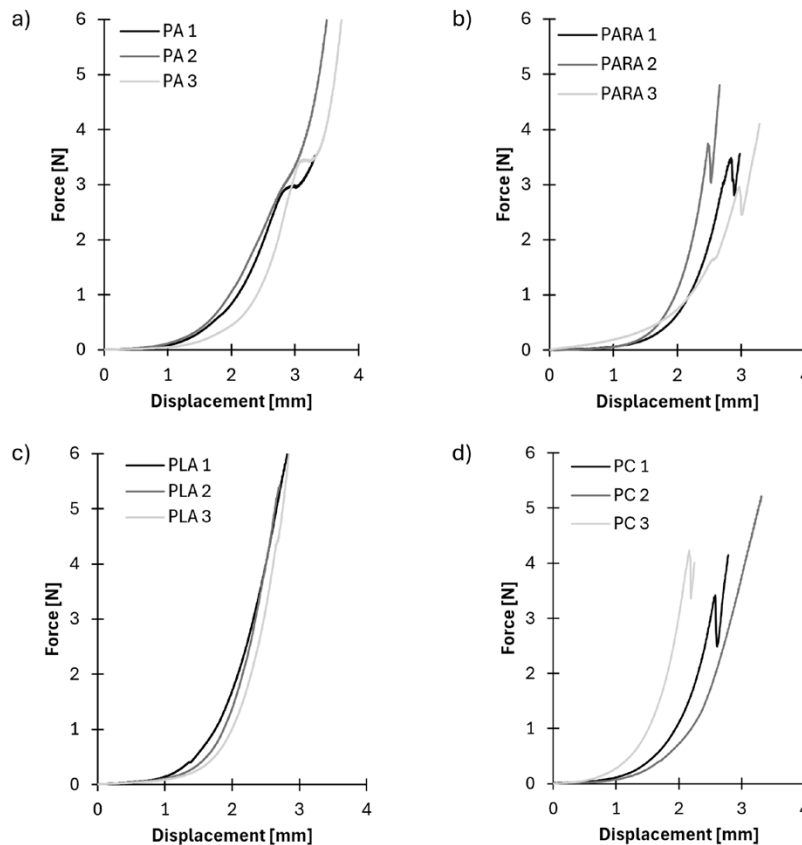 a)
PA 1
PA 2
PA 3
Force [N]
6
5
4
3
2
1
0
0 1 2 3 4
Displacement [mm]
b)
PARA 1
PARA 2
PARA 3
Force [N]
6
5
4
3
2
1
0
0 1 2 3 4
Displacement [mm]
c)
PLA 1
PLA 2
PLA 3
Force [N]
6
5
4
3
2
1
0
0 1 2 3 4
Displacement [mm]
d)
PC 1
PC 2
PC 3
Force [N]
6
5
4
3
2
1
0
0 1 2 3 4
Displacement [mm]